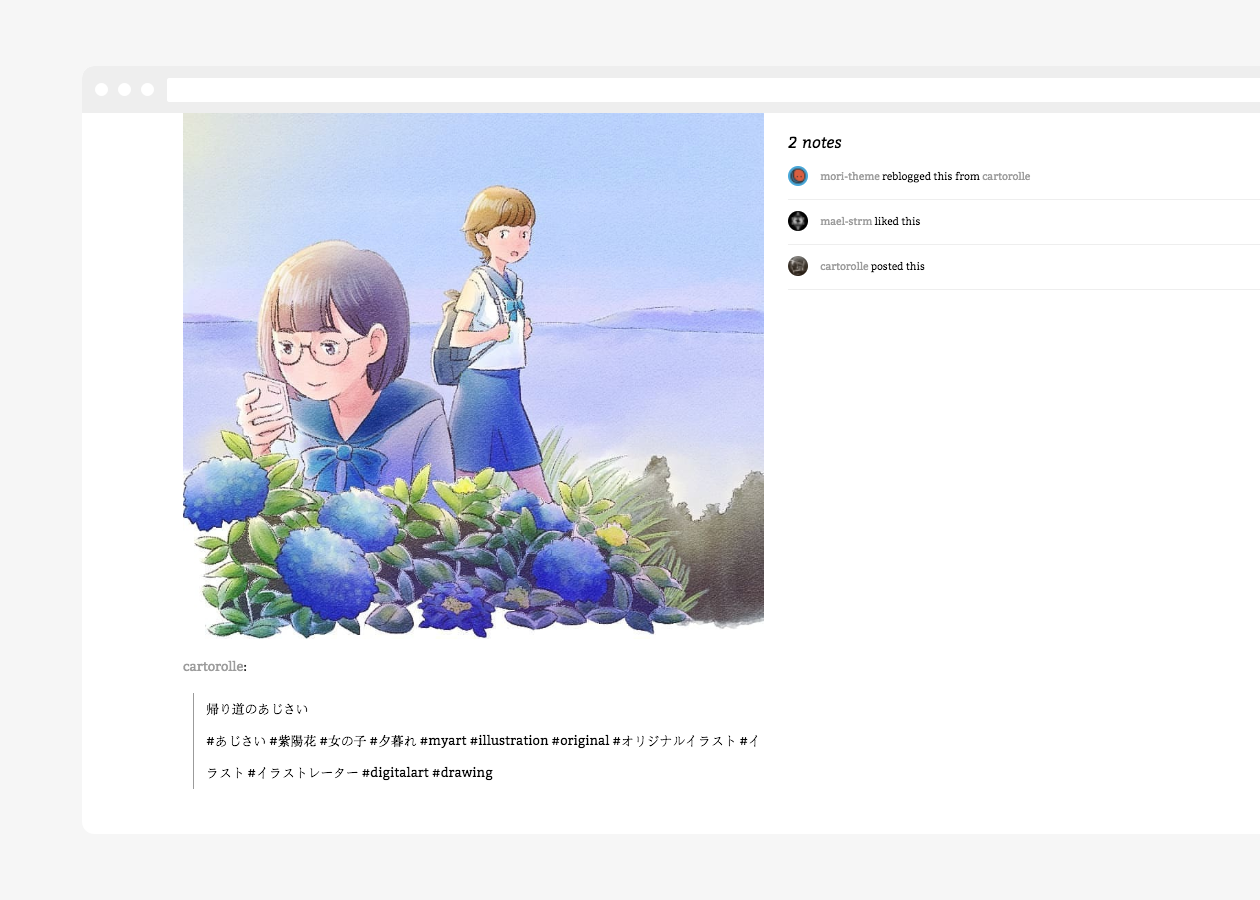 2 notes
mori-theme reblogged this from cartorolle
mael-strm liked this
cartorolle posted this
cartorolle:
帰り道のあじさい
#あじさい #紫陽花 #女の子 #夕暮れ #myart #illustration #original #オリジナルイラスト #イ
ラスト #イラストレーター #digitalart #drawing